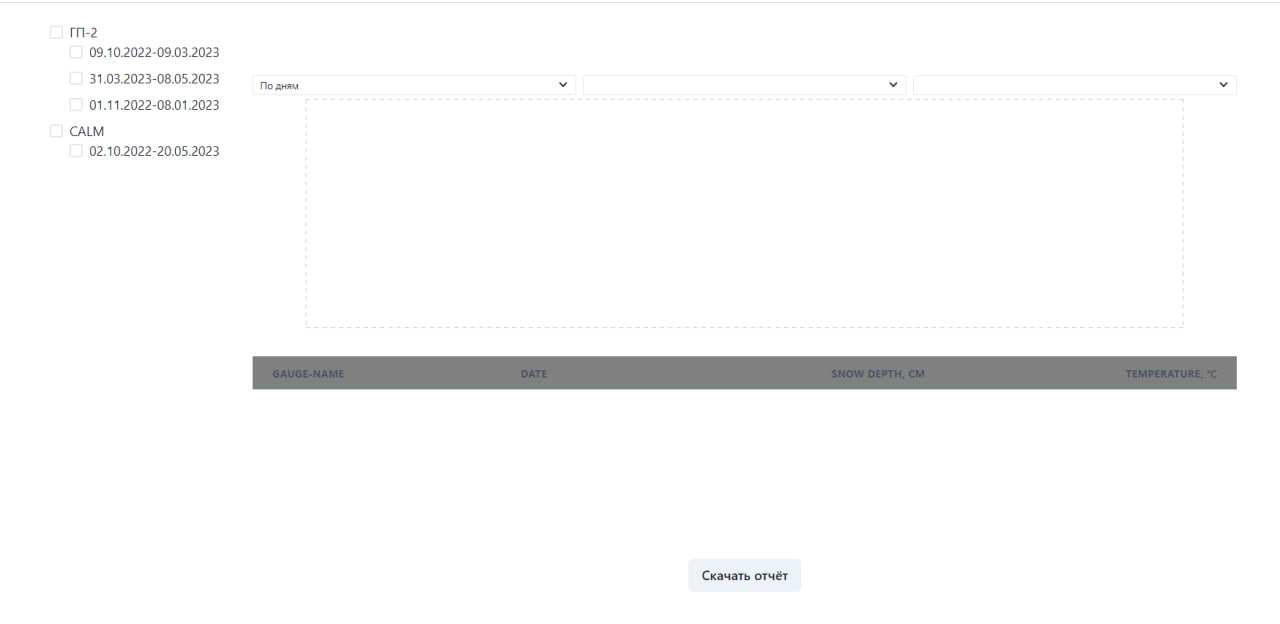 ГП-2
09.10.2022-09.03.2023
31.03.2023-08.05.2023
01.11.2022-08.01.2023
CALM
02.10.2022-20.05.2023
По дням
GAUGE-NAME DATE SNOW DEPTH, CM TEMPERATURE, °C
Скачать отчёт